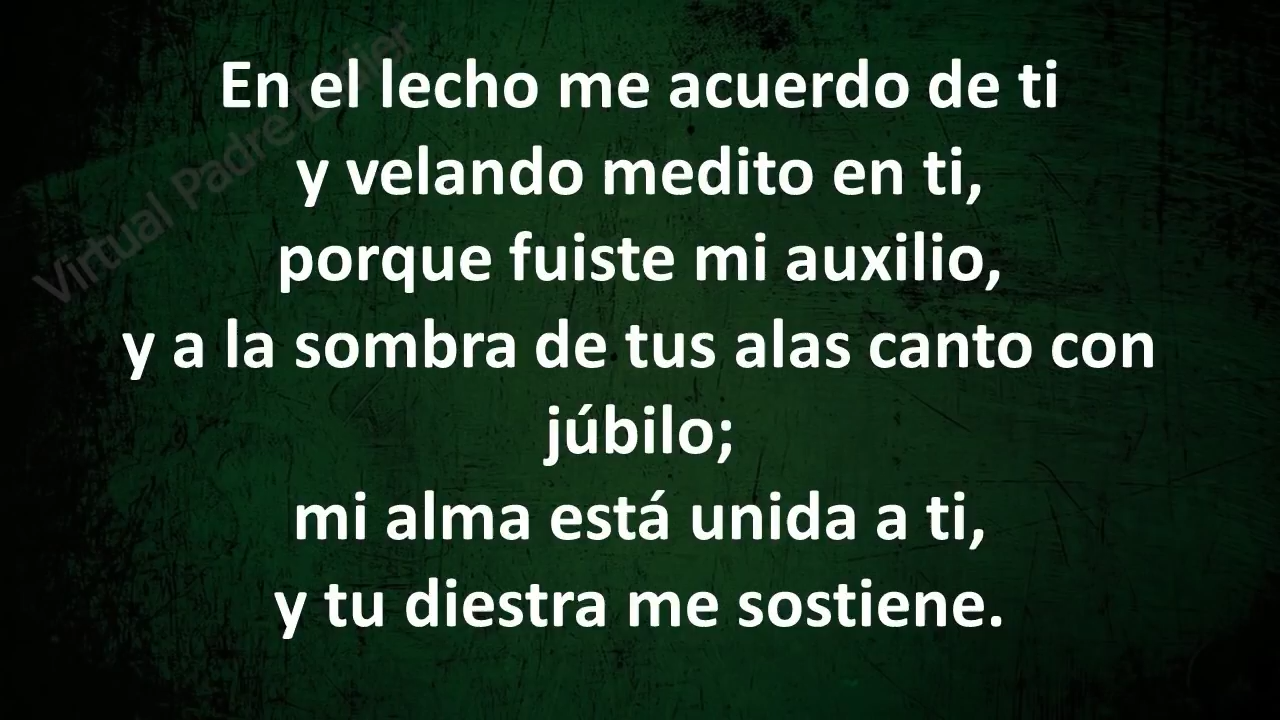 En el lecho me acuerdo de ti
y velando medito en ti,
porque fuiste mi auxilio,
y a la sombra de tus alas canto con
júbilo;
mi alma está unida a ti,
y tu diestra me sostiene.
Virtual Padre